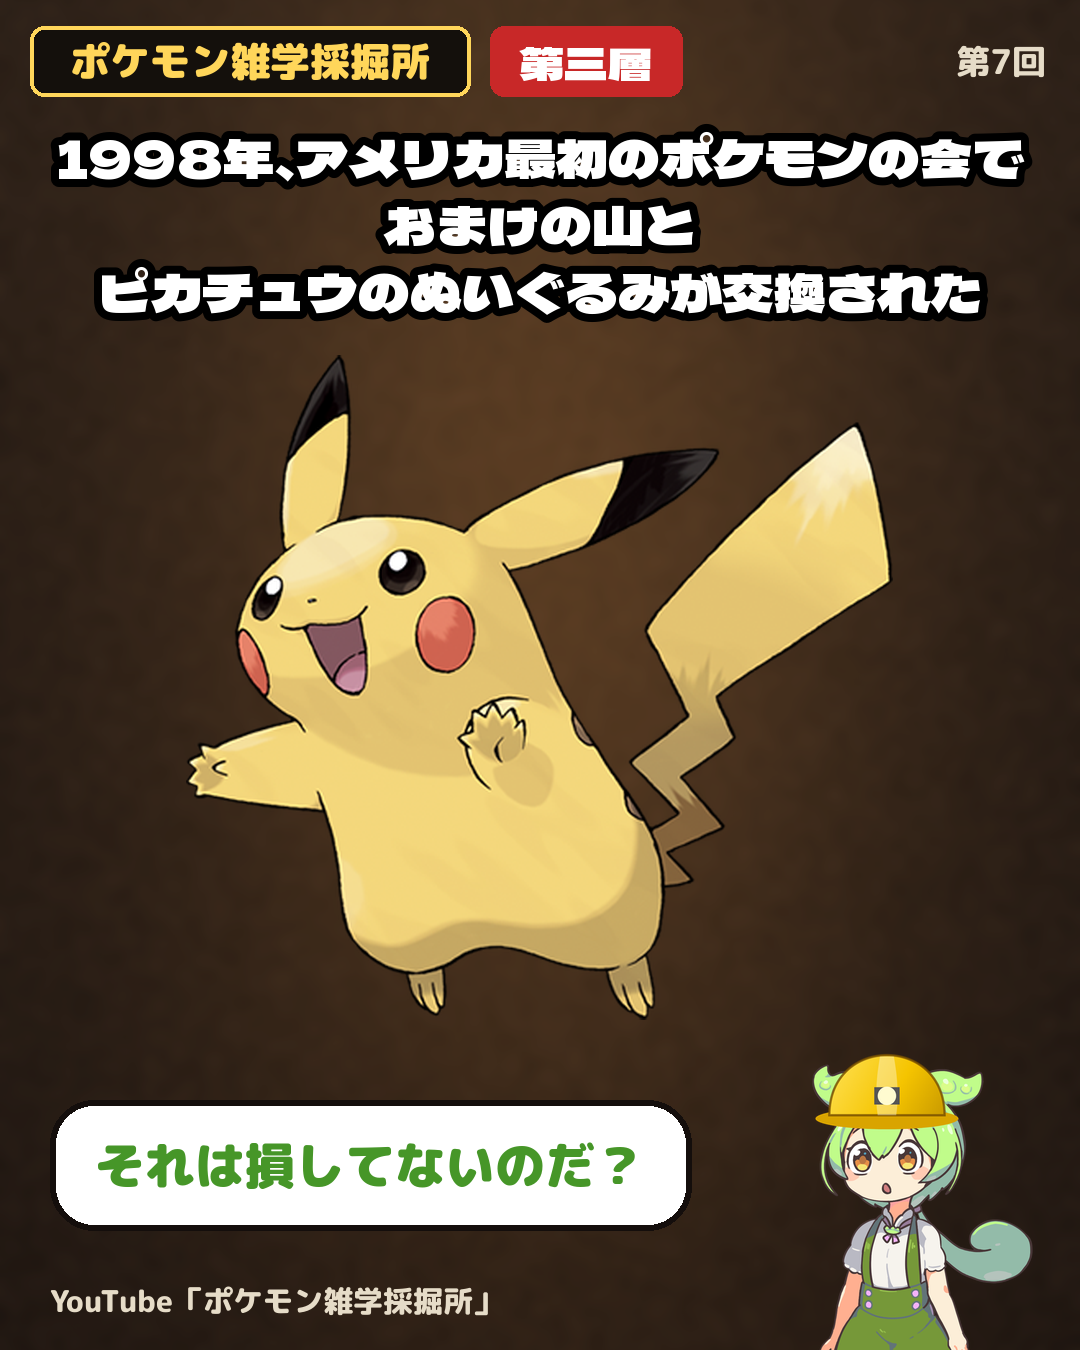 ポケモン雑学採掘所
第三層
第7回
1998年、アメリカ最初のポケモンの会で
おまけの山と
ピカチュウのぬいぐるみが交換された
それは損してないのだ？
YouTube「ポケモン雑学採掘所」